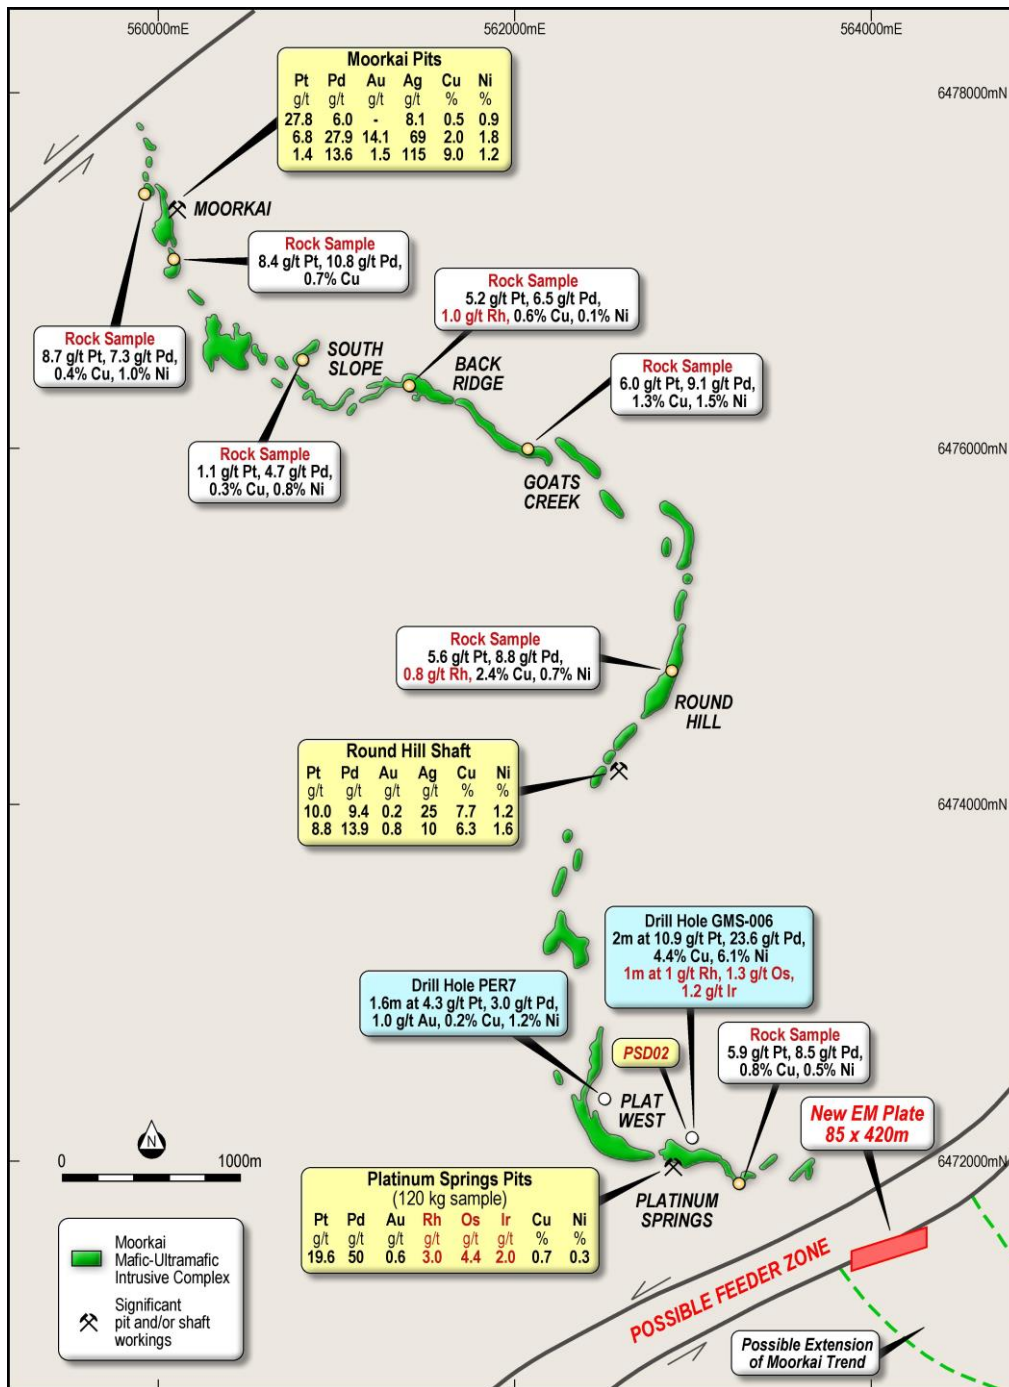 560000mE
562000mE
564000mE
Moorkai Pits
Pt Pd Au Ag Cu Ni
g/t g/t g/t g/t % %
27.8 6.0 - 8.1 0.5 0.9
6.8 27.9 14.1 69 2.0 1.8
1.4 13.6 1.5 115 9.0 1.2
6478000mN
MOORKAI
Rock Sample
8.4 g/t Pt, 10.8 g/t Pd,
0.7% Cu
Rock Sample
5.2 g/t Pt, 6.5 g/t Pd,
1.0 g/t Rh, 0.6% Cu, 0.1% Ni
Rock Sample
8.7 g/t Pt, 7.3 g/t Pd,
0.4% Cu, 1.0% Ni
SOUTH
SLOPE
BACK
RIDGE
Rock Sample
6.0 g/t Pt, 9.1 g/t Pd,
1.3% Cu, 1.5% Ni
Rock Sample
1.1 g/t Pt, 4.7 g/t Pd,
0.3% Cu, 0.8% Ni
6476000mN
GOATS
CREEK
Rock Sample
5.6 g/t Pt, 8.8 g/t Pd,
0.8 g/t Rh, 2.4% Cu, 0.7% Ni
ROUND
HILL
Round Hill Shaft
Pt Pd Au Ag Cu Ni
g/t g/t g/t g/t % %
10.0 9.4 0.2 25 7.7 1.2
8.8 13.9 0.8 10 6.3 1.6
6474000mN
Drill Hole GMS-006
2m at 10.9 g/t Pt, 23.6 g/t Pd,
4.4% Cu, 6.1% Ni
1m at 1 g/t Rh, 1.3 g/t Os,
1.2 g/t Ir
Drill Hole PER7
1.6m at 4.3 g/t Pt, 3.0 g/t Pd,
1.0 g/t Au, 0.2% Cu, 1.2% Ni
PSD02
Rock Sample
5.9 g/t Pt, 8.5 g/t Pd,
0.8% Cu, 0.5% Ni
PLAT
WEST
New EM Plate
85 x 420m
N
0 1000m
6472000mN
Platinum Springs Pits
(120 kg sample)
Pt Pd Au Rh Os Ir Cu Ni
g/t g/t g/t g/t g/t g/t % %
19.6 50 0.6 3.0 4.4 2.0 0.7 0.3
PLATINUM
SPRINGS
Moorkai
Mafic-Ultramafic
Intrusive Complex
Significant
pit and/or shaft
workings
POSSIBLE FEEDER ZONE
Possible Extension
of Moorkai Trend